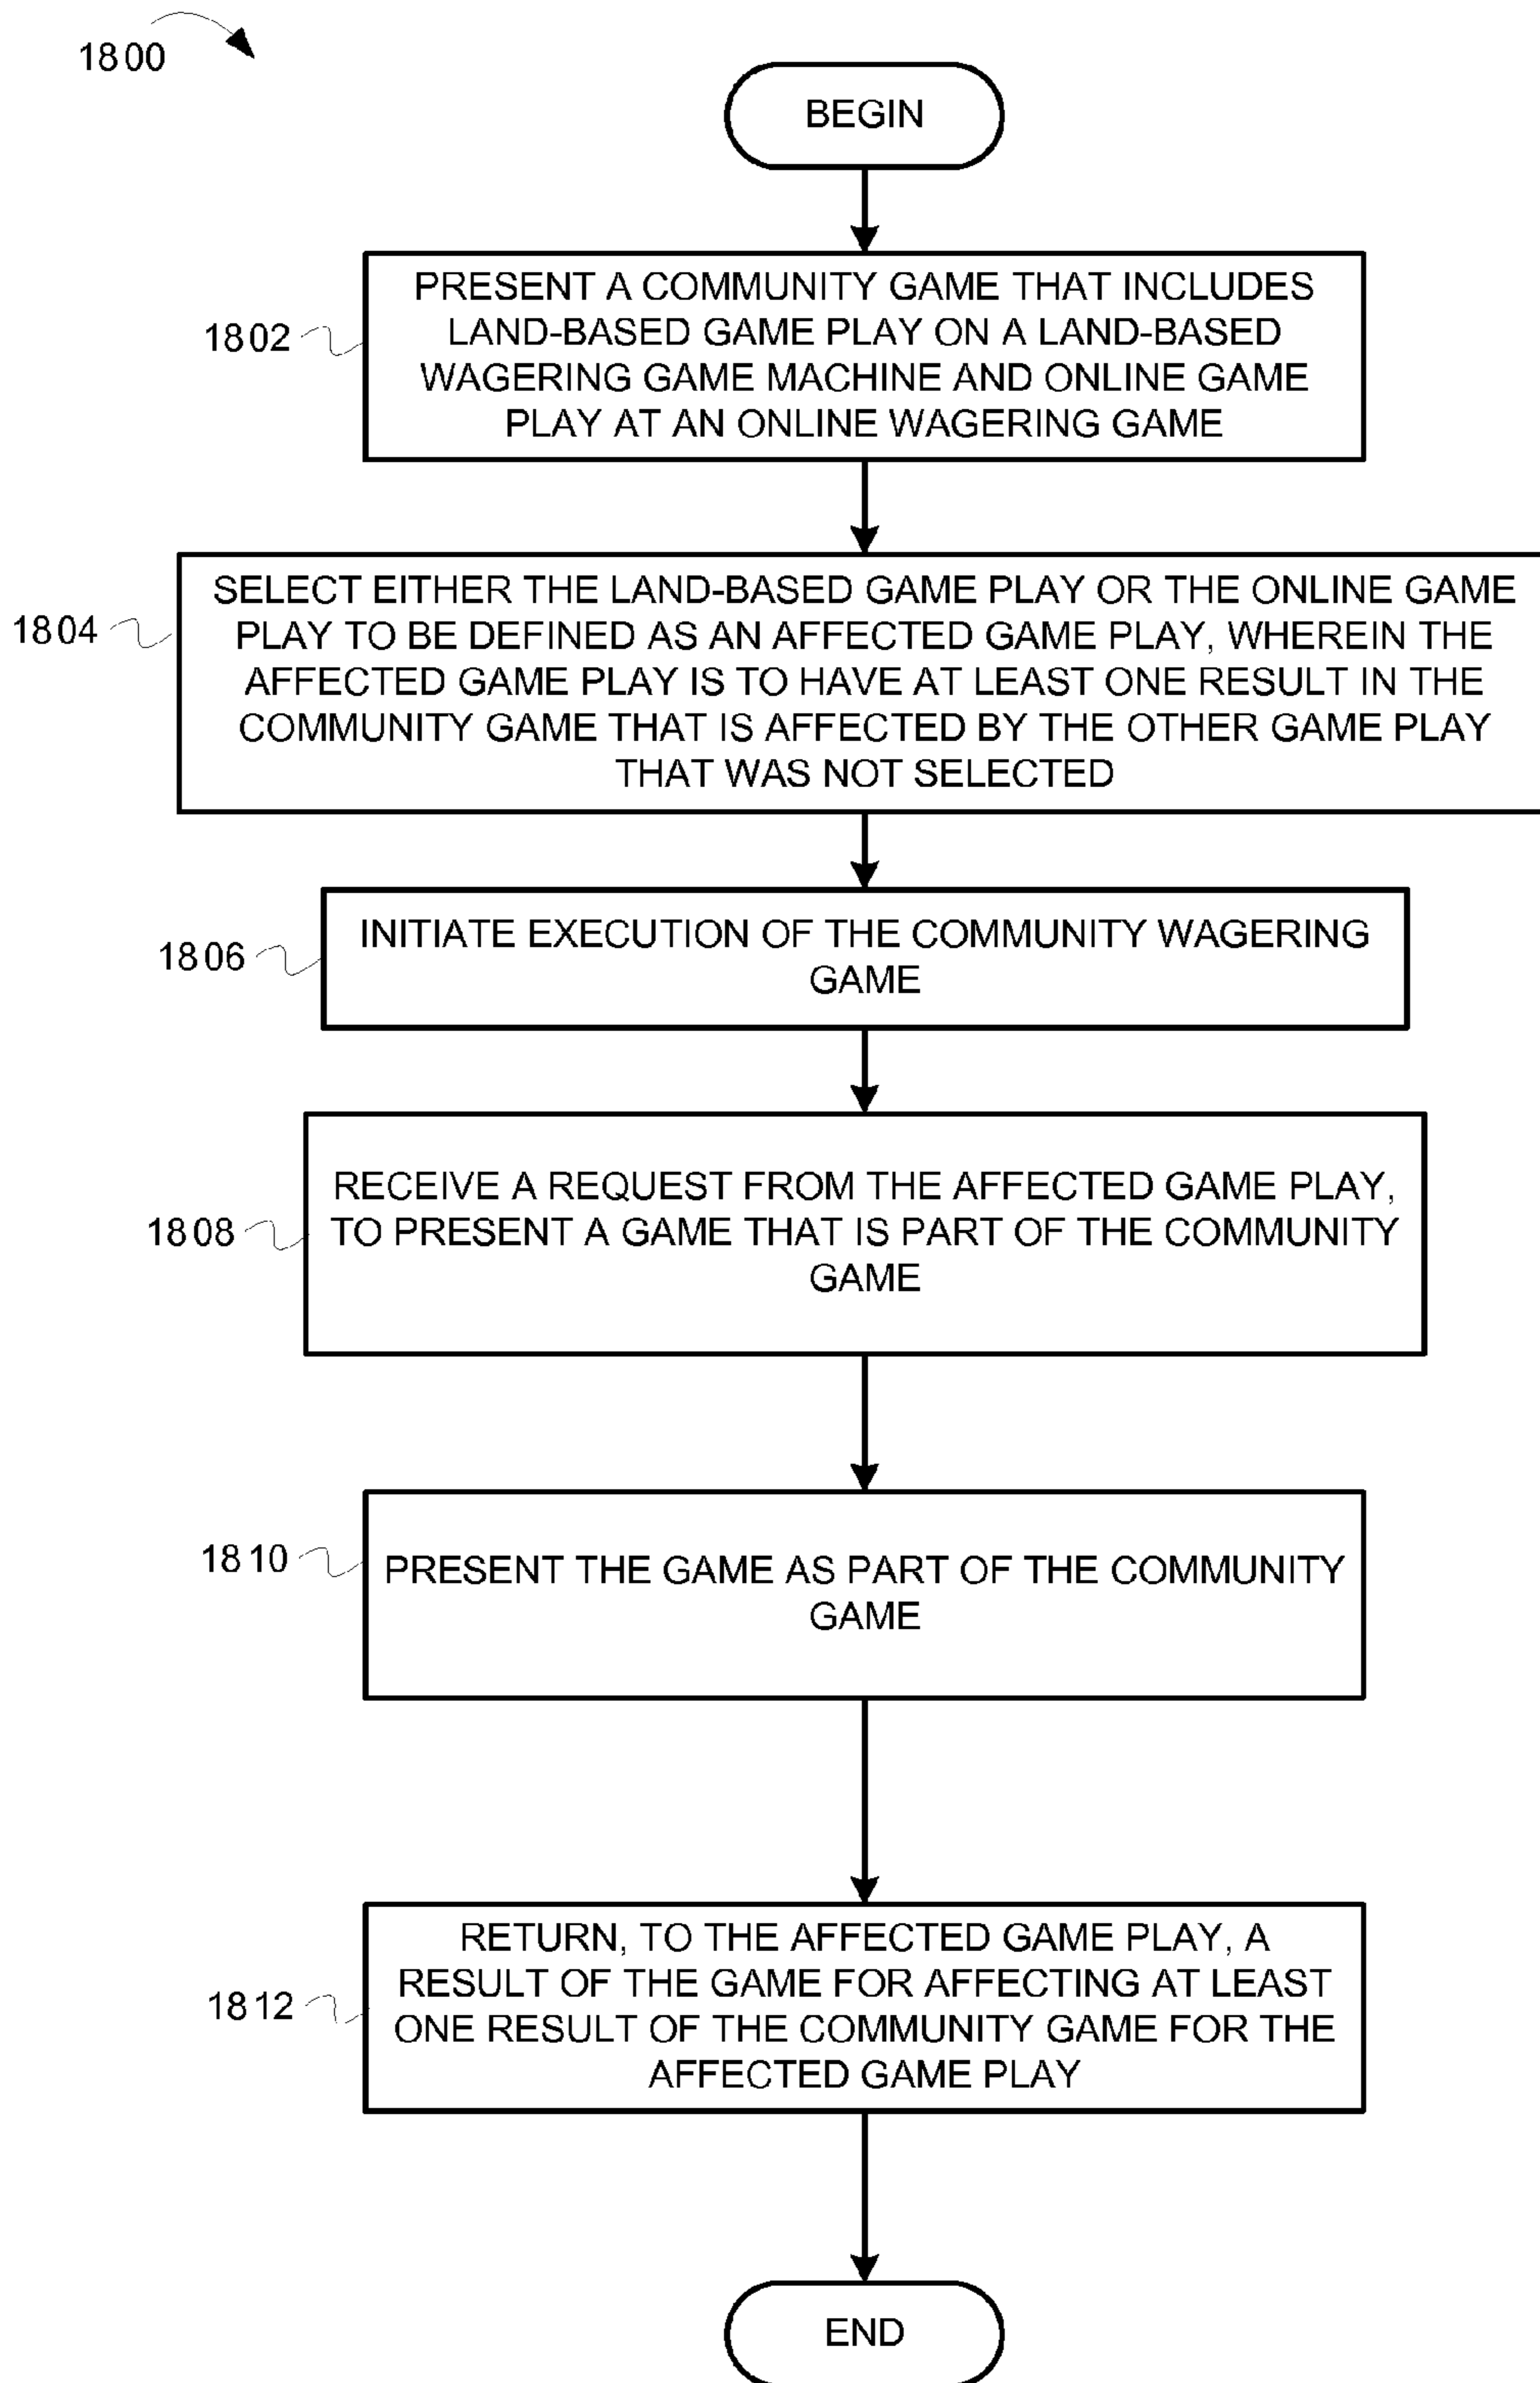 1800
BEGIN
1802
PRESENT A COMMUNITY GAME THAT INCLUDES
LAND-BASED GAME PLAY ON A LAND-BASED
WAGERING GAME MACHINE AND ONLINE GAME
PLAY AT AN ONLINE WAGERING GAME
1804
SELECT EITHER THE LAND-BASED GAME PLAY OR THE ONLINE GAME
PLAY TO BE DEFINED AS AN AFFECTED GAME PLAY, WHEREIN THE
AFFECTED GAME PLAY IS TO HAVE AT LEAST ONE RESULT IN THE
COMMUNITY GAME THAT IS AFFECTED BY THE OTHER GAME PLAY
THAT WAS NOT SELECTED
1806
INITIATE EXECUTION OF THE COMMUNITY WAGERING
GAME
1808
RECEIVE A REQUEST FROM THE AFFECTED GAME PLAY,
TO PRESENT A GAME THAT IS PART OF THE COMMUNITY
GAME
1810
PRESENT THE GAME AS PART OF THE COMMUNITY
GAME
1812
RETURN, TO THE AFFECTED GAME PLAY, A
RESULT OF THE GAME FOR AFFECTING AT LEAST
ONE RESULT OF THE COMMUNITY GAME FOR THE
AFFECTED GAME PLAY
END